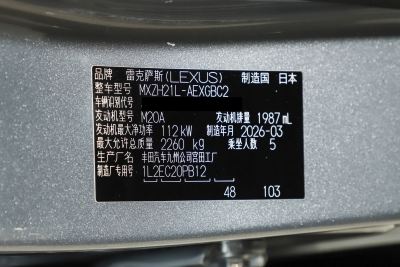 品牌 雷克萨斯(LEXUS) 制造国 日本
整车型号 MXZH21L-AEXGBC2
车辆识别代号
发动机型号 M20A 发动机排量 1987 mL
发动机最大净功率 112 kW 制造年月 2026-03
最大允许总质量 2260 kg 乘坐人数 5
生产厂名 丰田汽车九州公司宫田工厂
制造厂专用号 1L2EC20PB12
48 103